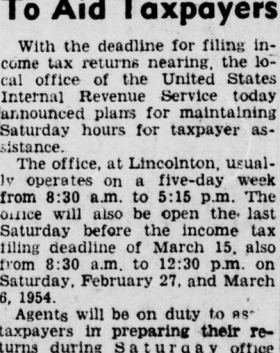 To Aid Taxpayers
With the deadline for filing in-
come tax returns nearing, the lo-
cal office of the United States
Internal Revenue Service today
announced plans for maintaining
Saturday hours for taxpayer as-
sistance.
The office, at Lincolnton, usual-
ly operates on a five-day week
from 8:30 a.m. to 5:15 p.m. The
office will also be open the last
Saturday before the income tax
filing deadline of March 15, also
from 8:30 a.m. to 12:30 p.m. on
Saturday, February 27, and March
6, 1954.
Agents will be on duty to as-
taxpayers in preparing their re-
turns during Saturday office